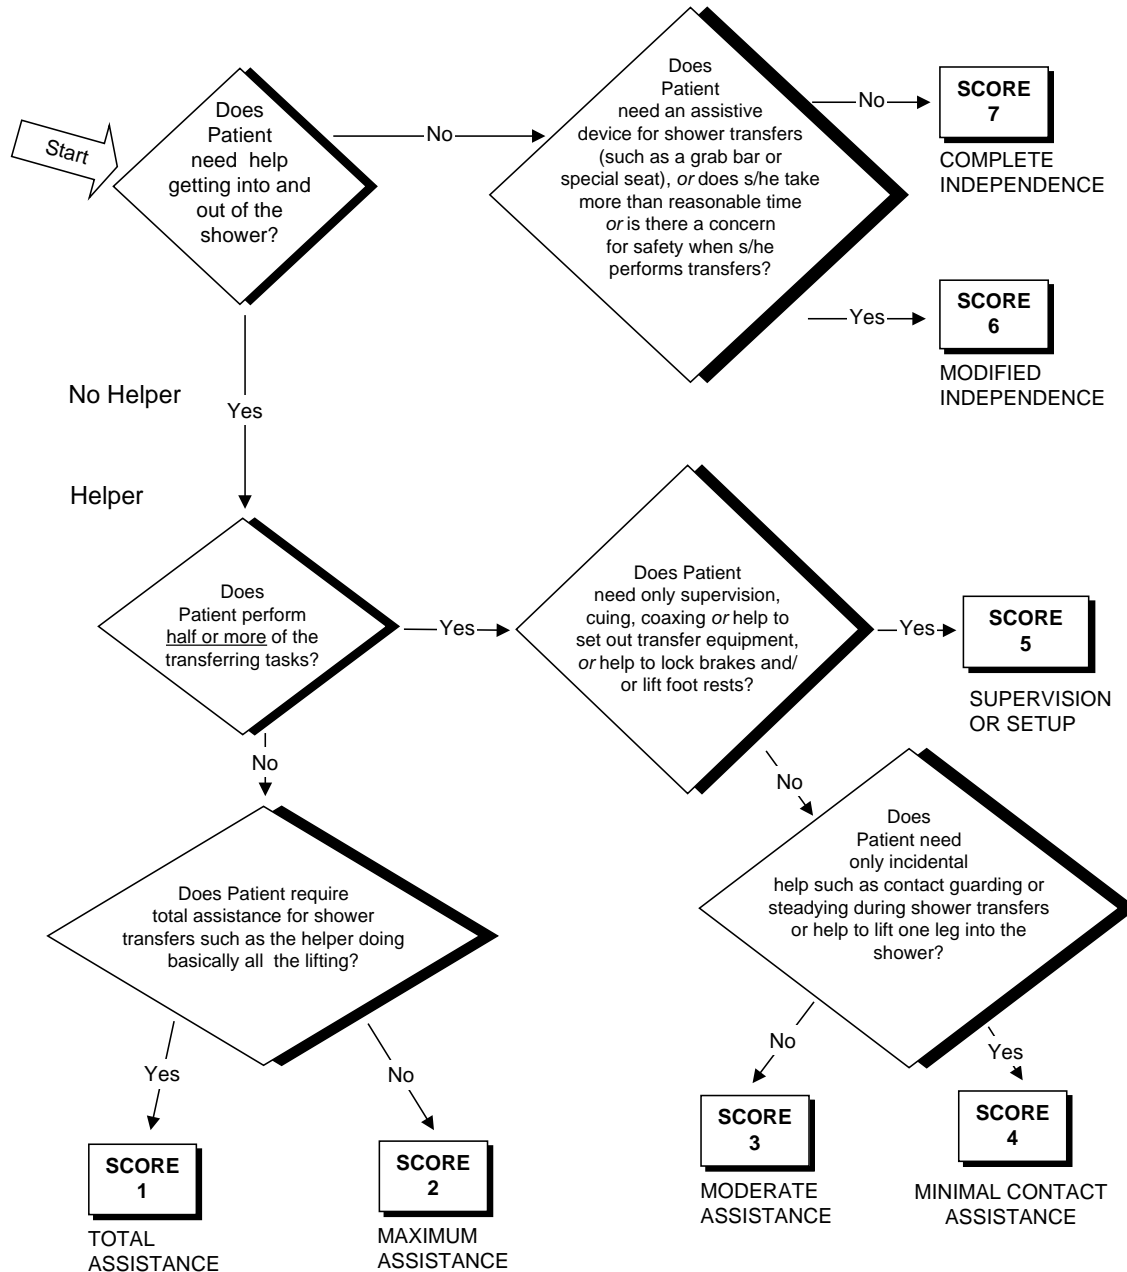 Start
Does
Patient
need help
getting into and
out of the
shower?
No
Does
Patient
need an assistive
device for shower transfers
(such as a grab bar or
special seat), or does s/he take
more than reasonable time
or is there a concern
for safety when s/he
performs transfers?
No
SCORE
7
COMPLETE
INDEPENDENCE
Yes
SCORE
6
MODIFIED
INDEPENDENCE
No Helper
Yes
Helper
Does
Patient perform
half or more of the
transferring tasks?
Yes
Does Patient
need only supervision,
cuing, coaxing or help to
set out transfer equipment,
or help to lock brakes and/
or lift foot rests?
Yes
SCORE
5
SUPERVISION
OR SETUP
No
No
Does Patient require
total assistance for shower
transfers such as the helper doing
basically all the lifting?
Does
Patient need
only incidental
help such as contact guarding or
steadying during shower transfers
or help to lift one leg into the
shower?
Yes
No
No
Yes
SCORE
1
TOTAL
ASSISTANCE
SCORE
2
MAXIMUM
ASSISTANCE
SCORE
3
MODERATE
ASSISTANCE
SCORE
4
MINIMAL CONTACT
ASSISTANCE